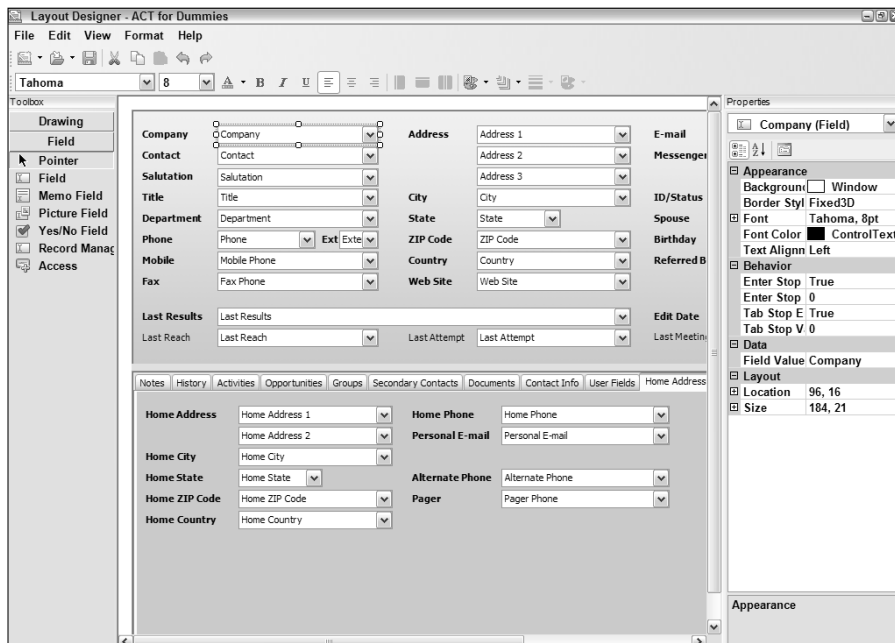 Layout Designer - ACT for Dummies
File Edit View Format Help
Tahoma 8 A B I U
Toolbox
Drawing
Field
Pointer
Field
Memo Field
Picture Field
Yes/No Field
Record Manag
Access
Company Company Address Address 1 E-mail
Contact Contact Address 2 Messenger
Salutation Salutation Address 3
Title Title City City ID/Status
Department Department State State Spouse
Phone Phone Ext Exte ZIP Code ZIP Code Birthday
Mobile Mobile Phone Country Country Referred B
Fax Fax Phone Web Site Web Site
Last Results Last Results Edit Date
Last Reach Last Reach Last Attempt Last Attempt Last Meeting
Notes History Activities Opportunities Groups Secondary Contacts Documents Contact Info User Fields Home Address
Home Address Home Address 1 Home Phone Home Phone
Home Address 2 Personal E-mail Personal E-mail
Home City Home City
Home State Home State Alternate Phone Alternate Phone
Home ZIP Code Home ZIP Code Pager Pager Phone
Home Country Home Country
Properties
Company (Field)
Appearance
Backgroun Window
Border Styl Fixed3D
Font Tahoma, 8pt
Font Color ControlText
Text Alignn Left
Behavior
Enter Stop True
Enter Stop 0
Tab Stop E True
Tab Stop V 0
Data
Field Value Company
Layout
Location 96, 16
Size 184, 21
Appearance